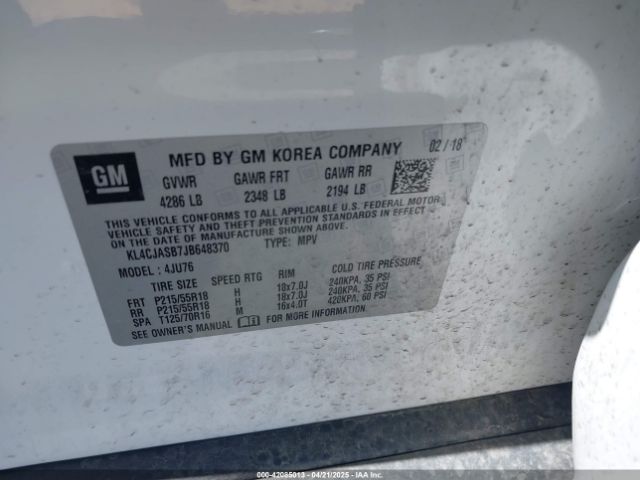 GM
MFD BY GM KOREA COMPANY 02/18
GVWR GAWR FRT GAWR RR
4286 LB 2348 LB 2194 LB
THIS VEHICLE CONFORMS TO ALL APPLICABLE U.S. FEDERAL MOTOR
VEHICLE SAFETY, BUMPER, AND THEFT PREVENTION STANDARDS
IN EFFECT ON THE DATE OF MANUFACTURE SHOWN ABOVE.
KL4CJASB7JB648370 TYPE: MPV
MODEL: 4JU76
TIRE SIZE SPEED RTG RIM COLD TIRE PRESSURE
FRT P215/55R18 H 18x7.0J 240KPA, 35 PSI
RR P215/55R18 H 18x7.0J 240KPA, 35 PSI
SPA T125/70R16 M 16x4.0T 420KPA, 60 PSI
SEE OWNER'S MANUAL FOR MORE INFORMATION.
000-42085013 - 04/21/2025 - IAAI.COM